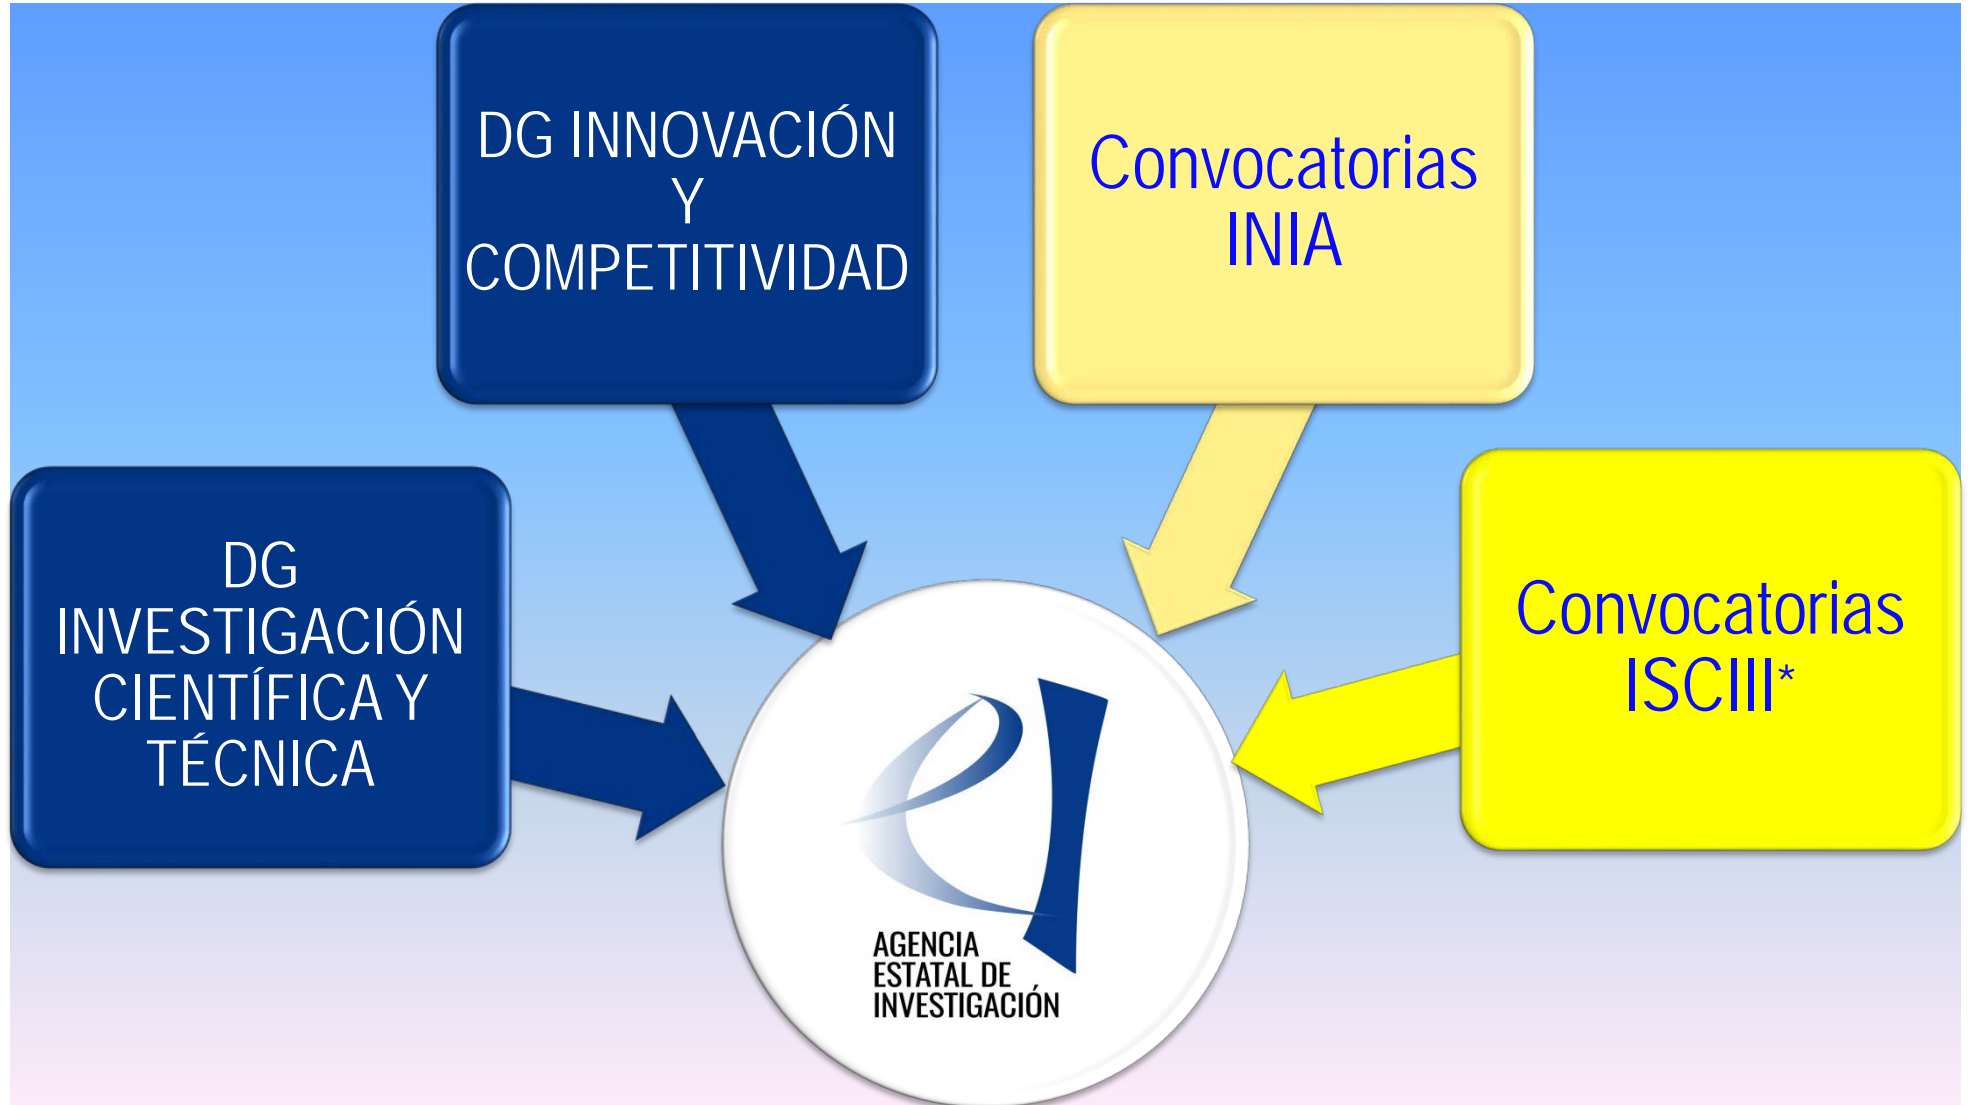 DG INNOVACIÓN
Y
COMPETITIVIDAD
Convocatorias
INIA
DG
INVESTIGACIÓN
CIENTÍFICA Y
TÉCNICA
Convocatorias
ISCIII*
AGENCIA
ESTATAL DE
INVESTIGACIÓN